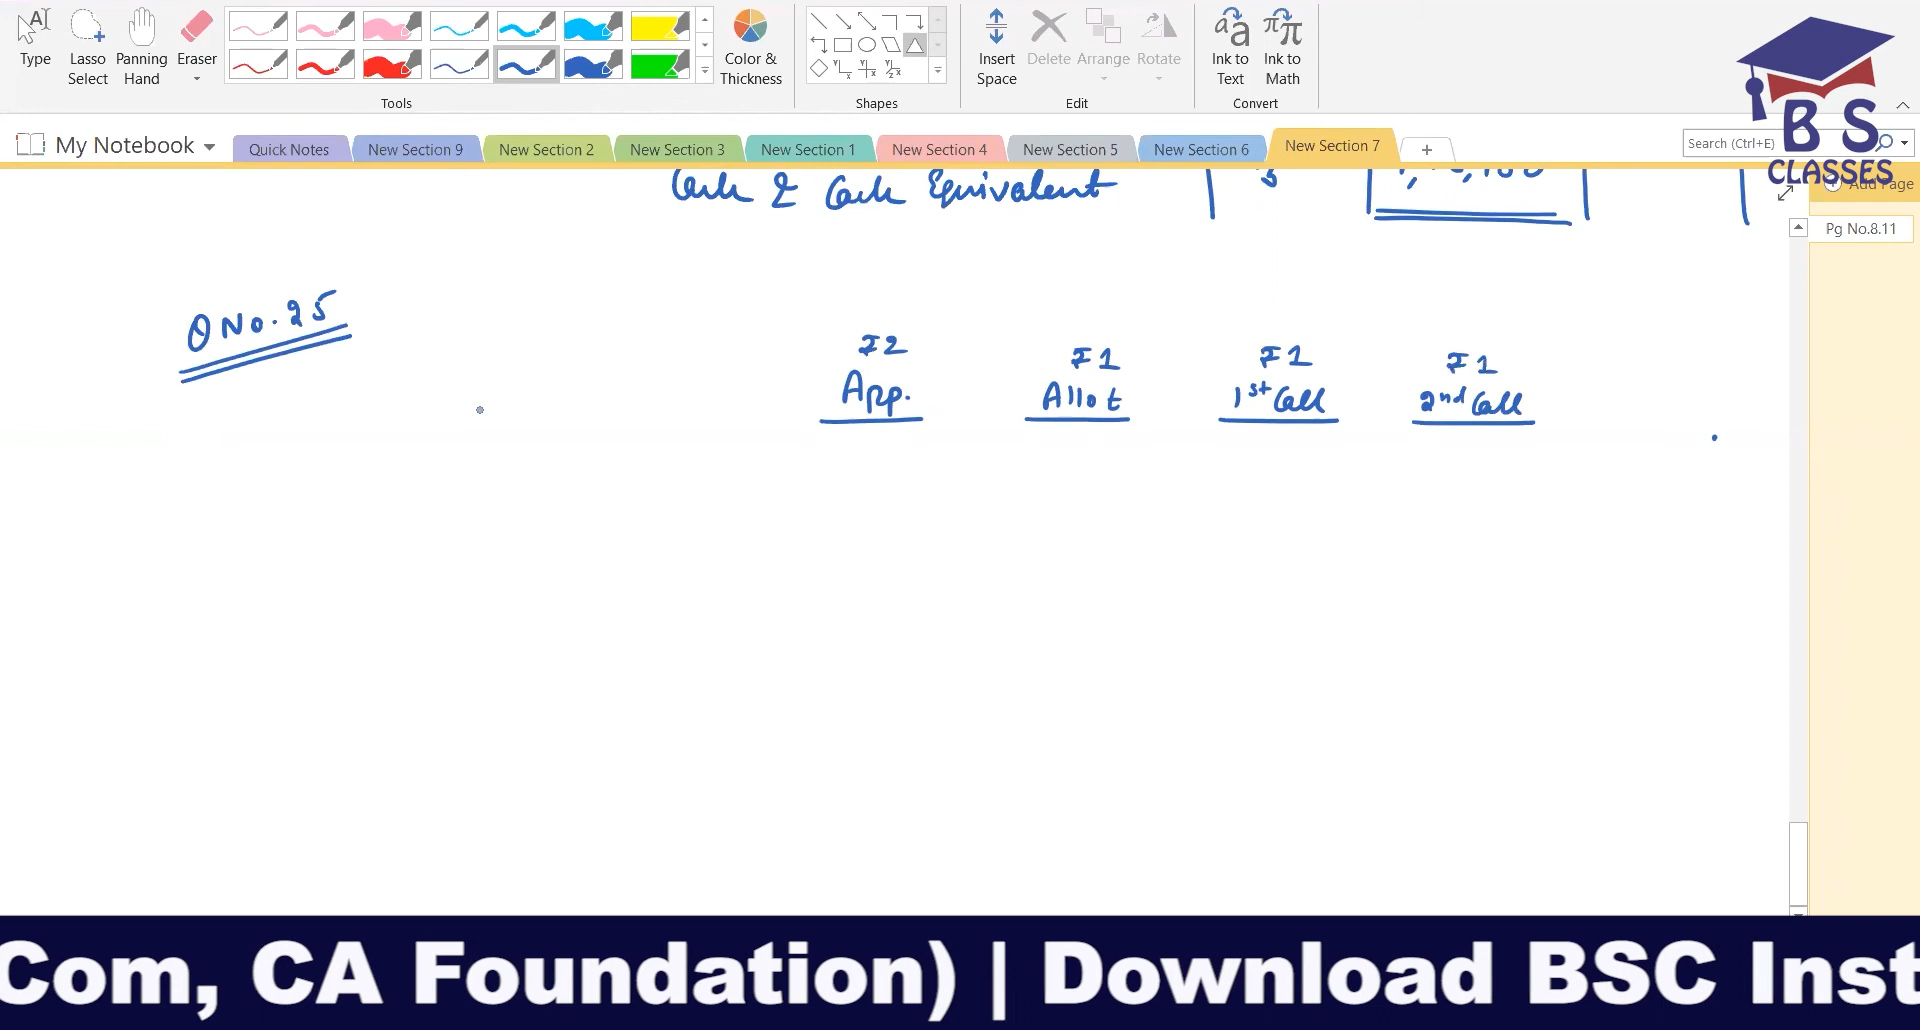 Type
Lasso Select
Panning Hand
Eraser
Color & Thickness
Insert Space
Delete
Arrange
Rotate
Ink to Text
Ink to Math
Tools
Shapes
Edit
Convert
B S
CLASSES
My Notebook
Quick Notes
New Section 9
New Section 2
New Section 3
New Section 1
New Section 4
New Section 5
New Section 6
New Section 7
Search (Ctrl+E)
Add Page
Pg No.8.11
Cash & Cash Equivalent
Q No. 25
₹2 ₹1 ₹1 ₹1
App. Allot 1st Call 2nd Call
Com, CA Foundation) | Download BSC Inst